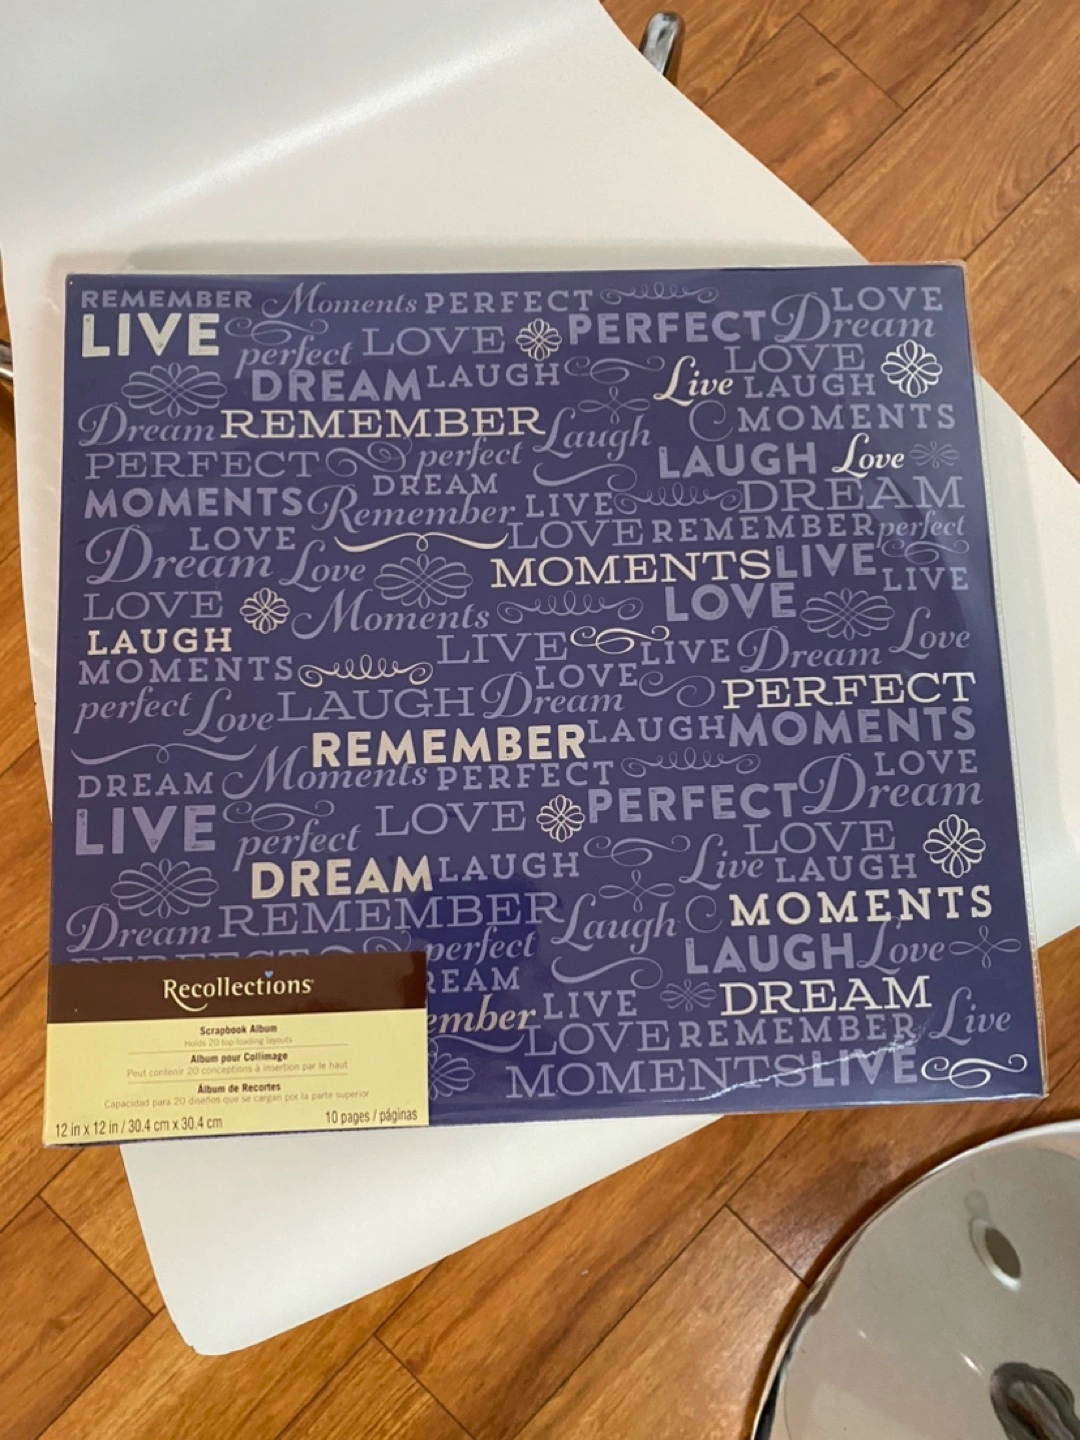 REMEMBER Moments PERFECT LOVE
LIVE perfect LOVE PERFECT Dream
DREAM LAUGH Live LOVE LAUGH
Dream REMEMBER Laugh MOMENTS
PERFECT perfect LAUGH Love
MOMENTS Remember DREAM LIVE DREAM
LOVE LOVE REMEMBER perfect
Dream Love MOMENTS LIVE LIVE
LOVE Moments LOVE
LAUGH LIVE LIVE Dream Love
MOMENTS LOVE
perfect Love LAUGH Dream PERFECT
REMEMBER LAUGH MOMENTS
DREAM Moments PERFECT LOVE
LIVE perfect LOVE PERFECT Dream
DREAM LAUGH Live LOVE LAUGH
Dream REMEMBER Laugh MOMENTS
PERFECT perfect LAUGH Love
REAM LIVE DREAM
ember LOVE REMEMBER Live
MOMENTS LIVE
Recollections
Scrapbook Album
Holds 20 top-loading layouts
Album pour Collimage
Peut contenir 20 conceptions à insertion par le haut
Álbum de Recortes
Capacidad para 20 diseños que se cargan por la parte superior
12 in x 12 in / 30.4 cm x 30.4 cm 10 pages / páginas